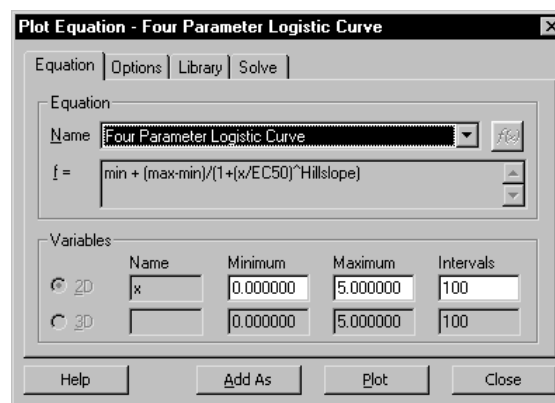 Plot Equation - Four Parameter Logistic Curve
Equation Options Library Solve
Equation
Name Four Parameter Logistic Curve f(x)
f = min + (max-min)/(1+(x/EC50)^Hillslope)
Variables
Name Minimum Maximum Intervals
2D x 0.000000 5.000000 100
3D 0.000000 5.000000 100
Help Add As Plot Close